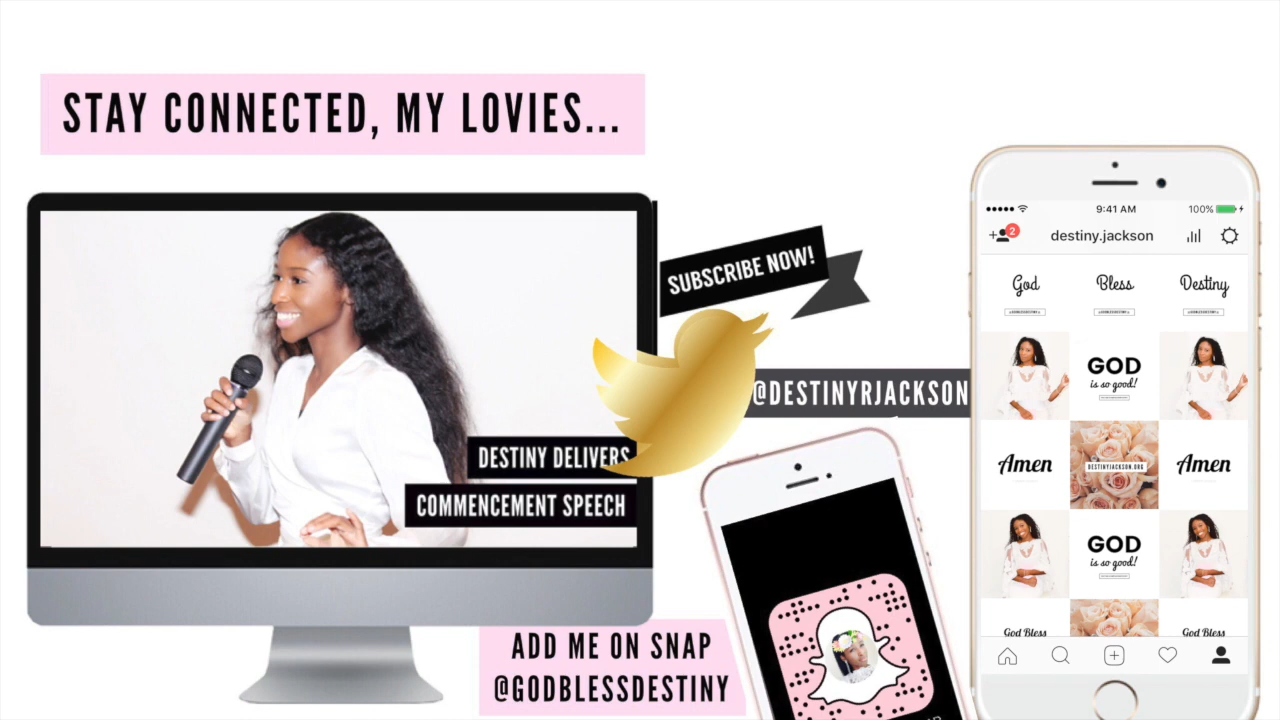 STAY CONNECTED, MY LOVIES...
DESTINY DELIVERS
COMMENCEMENT SPEECH
SUBSCRIBE NOW!
@DESTINYRJACKSON
ADD ME ON SNAP
@GODBLESSDESTINY
9:41 AM
100%
2
destiny.jackson
God
Bless
Destiny
GOD
is so good!
Amen
DESTINYJACKSON.ORG
Amen
GOD
is so good!
God Bless
God Bless